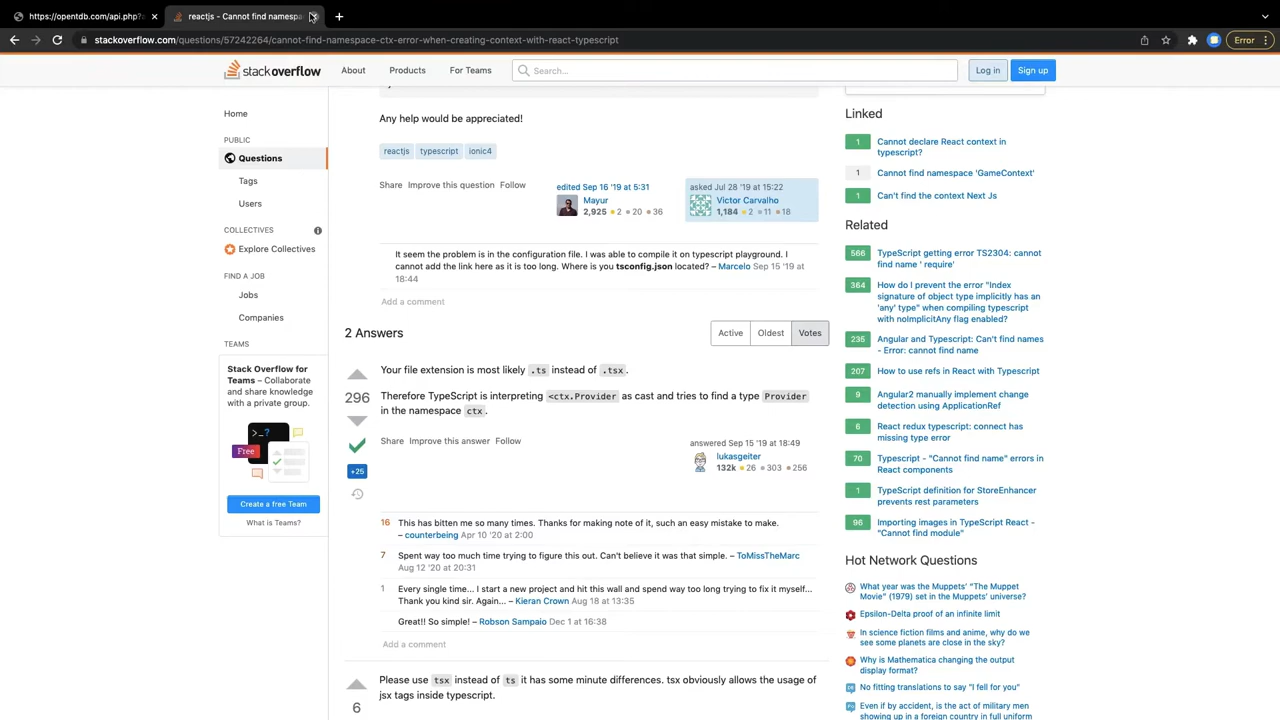 https://opentdb.com/api.php?
reactjs - Cannot find namespac
stackoverflow.com/questions/57242264/cannot-find-namespace-ctx-error-when-creating-context-with-react-typescript
Error
stackoverflow
About
Products
For Teams
Search...
Log in
Sign up
Home
PUBLIC
Questions
Tags
Users
COLLECTIVES
Explore Collectives
FIND A JOB
Jobs
Companies
TEAMS
Stack Overflow for
Teams – Collaborate
and share knowledge
with a private group.
>_?
Free
Create a free Team
What is Teams?
Any help would be appreciated!
reactjs typescript ionic4
Share Improve this question Follow
edited Sep 16 '19 at 5:31
Mayur
2,925 2 20 36
asked Jul 28 '19 at 15:22
Victor Carvalho
1,184 2 11 18
It seem the problem is in the configuration file. I was able to compile it on typescript playground. I
cannot add the link here as it is too long. Where is you tsconfig.json located? – Marcelo Sep 15 '19 at
18:44
Add a comment
2 Answers
Active Oldest Votes
296
+25
Your file extension is most likely .ts instead of .tsx.
Therefore TypeScript is interpreting <ctx.Provider as cast and tries to find a type Provider
in the namespace ctx.
Share Improve this answer Follow
answered Sep 15 '19 at 18:49
lukasgeiter
132k 26 303 256
16 This has bitten me so many times. Thanks for making note of it, such an easy mistake to make.
– counterbeing Apr 10 '20 at 2:00
7 Spent way too much time trying to figure this out. Can't believe it was that simple. – ToMissTheMarc
Aug 12 '20 at 20:31
1 Every single time... I start a new project and hit this wall and spend way too long trying to fix it myself...
Thank you kind sir. Again... – Kieran Crown Aug 18 at 13:35
Great!! So simple! – Robson Sampaio Dec 1 at 16:38
Add a comment
6
Please use tsx instead of ts it has some minute differences. tsx obviously allows the usage of
jsx tags inside typescript.
Linked
1 Cannot declare React context in
typescript?
1 Cannot find namespace 'GameContext'
1 Can't find the context Next Js
Related
566 TypeScript getting error TS2304: cannot
find name ' require'
364 How do I prevent the error "Index
signature of object type implicitly has an
'any' type" when compiling typescript
with noImplicitAny flag enabled?
235 Angular and Typescript: Can't find names
- Error: cannot find name
207 How to use refs in React with Typescript
9 Angular2 manually implement change
detection using ApplicationRef
6 React redux typescript: connect has
missing type error
70 Typescript - "Cannot find name" errors in
React components
1 TypeScript definition for StoreEnhancer
prevents rest parameters
96 Importing images in TypeScript React -
"Cannot find module"
Hot Network Questions
What year was the Muppets' "The Muppet
Movie" (1979) set in the Muppets' universe?
Epsilon-Delta proof of an infinite limit
In science fiction films and anime, why do we
see some planets are close in the sky?
Why is Mathematica changing the output
display format?
No fitting translations to say "I fell for you"
Even if by accident, is the act of military men
showing up in a foreign country in full uniform